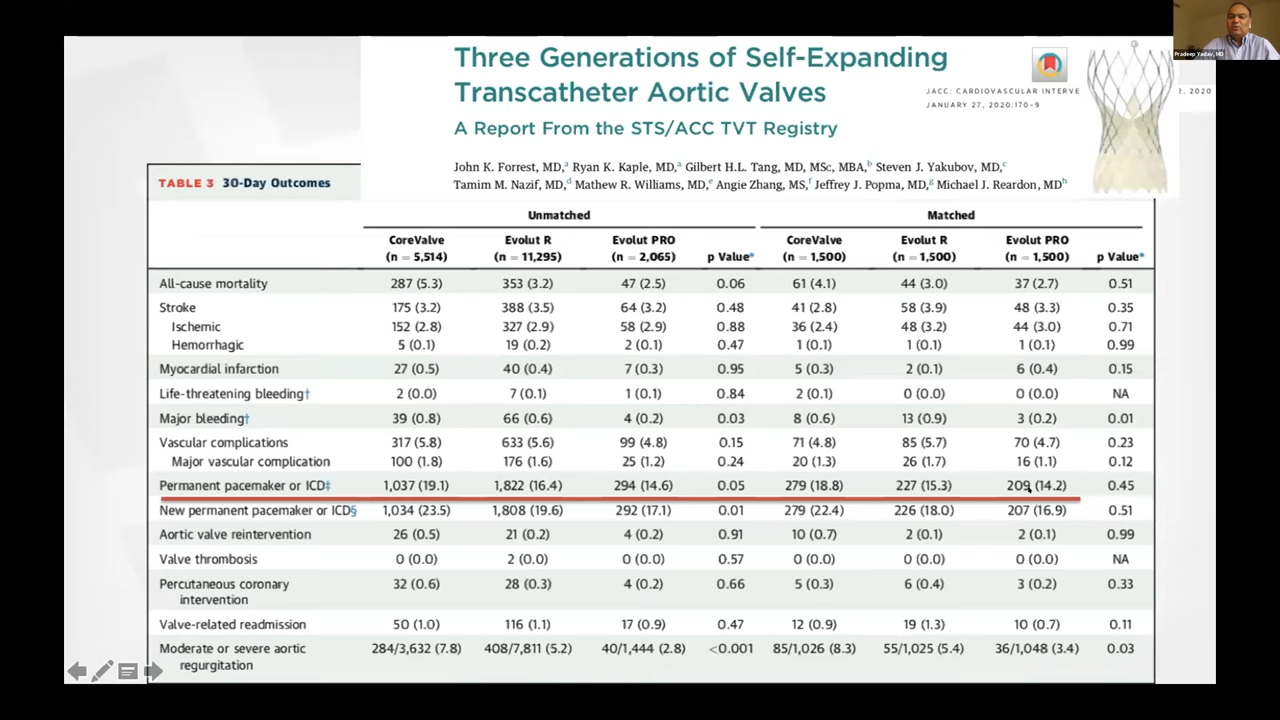 Pradeep Yadav, MD
Three Generations of Self-Expanding
Transcatheter Aortic Valves
JACC: CARDIOVASCULAR INTERVE
2, 2020
JANUARY 27, 2020:170–9
A Report From the STS/ACC TVT Registry
John K. Forrest, MD,a Ryan K. Kaple, MD,a Gilbert H.L. Tang, MD, MSc, MBA,b Steven J. Yakubov, MD,c
Tamim M. Nazif, MD,d Mathew R. Williams, MD,e Angie Zhang, MS,f Jeffrey J. Popma, MD,g Michael J. Reardon, MDh
TABLE 3 30-Day Outcomes
Unmatched Matched
CoreValve (n = 5,514) Evolut R (n = 11,295) Evolut PRO (n = 2,065) p Value* CoreValve (n = 1,500) Evolut R (n = 1,500) Evolut PRO (n = 1,500) p Value*
All-cause mortality 287 (5.3) 353 (3.2) 47 (2.5) 0.06 61 (4.1) 44 (3.0) 37 (2.7) 0.51
Stroke 175 (3.2) 388 (3.5) 64 (3.2) 0.48 41 (2.8) 58 (3.9) 48 (3.3) 0.35
Ischemic 152 (2.8) 327 (2.9) 58 (2.9) 0.88 36 (2.4) 48 (3.2) 44 (3.0) 0.71
Hemorrhagic 5 (0.1) 19 (0.2) 2 (0.1) 0.47 1 (0.1) 1 (0.1) 1 (0.1) 0.99
Myocardial infarction 27 (0.5) 40 (0.4) 7 (0.3) 0.95 5 (0.3) 2 (0.1) 6 (0.4) 0.15
Life-threatening bleeding† 2 (0.0) 7 (0.1) 1 (0.1) 0.84 2 (0.1) 0 (0.0) 0 (0.0) NA
Major bleeding† 39 (0.8) 66 (0.6) 4 (0.2) 0.03 8 (0.6) 13 (0.9) 3 (0.2) 0.01
Vascular complications 317 (5.8) 633 (5.6) 99 (4.8) 0.15 71 (4.8) 85 (5.7) 70 (4.7) 0.23
Major vascular complication 100 (1.8) 176 (1.6) 25 (1.2) 0.24 20 (1.3) 26 (1.7) 16 (1.1) 0.12
Permanent pacemaker or ICD‡ 1,037 (19.1) 1,822 (16.4) 294 (14.6) 0.05 279 (18.8) 227 (15.3) 209 (14.2) 0.45
New permanent pacemaker or ICD§ 1,034 (23.5) 1,808 (19.6) 292 (17.1) 0.01 279 (22.4) 226 (18.0) 207 (16.9) 0.51
Aortic valve reintervention 26 (0.5) 21 (0.2) 4 (0.2) 0.91 10 (0.7) 2 (0.1) 2 (0.1) 0.99
Valve thrombosis 0 (0.0) 2 (0.0) 0 (0.0) 0.57 0 (0.0) 0 (0.0) 0 (0.0) NA
Percutaneous coronary intervention 32 (0.6) 28 (0.3) 4 (0.2) 0.66 5 (0.3) 6 (0.4) 3 (0.2) 0.33
Valve-related readmission 50 (1.0) 116 (1.1) 17 (0.9) 0.47 12 (0.9) 19 (1.3) 10 (0.7) 0.11
Moderate or severe aortic regurgitation 284/3,632 (7.8) 408/7,811 (5.2) 40/1,444 (2.8) <0.001 85/1,026 (8.3) 55/1,025 (5.4) 36/1,048 (3.4) 0.03